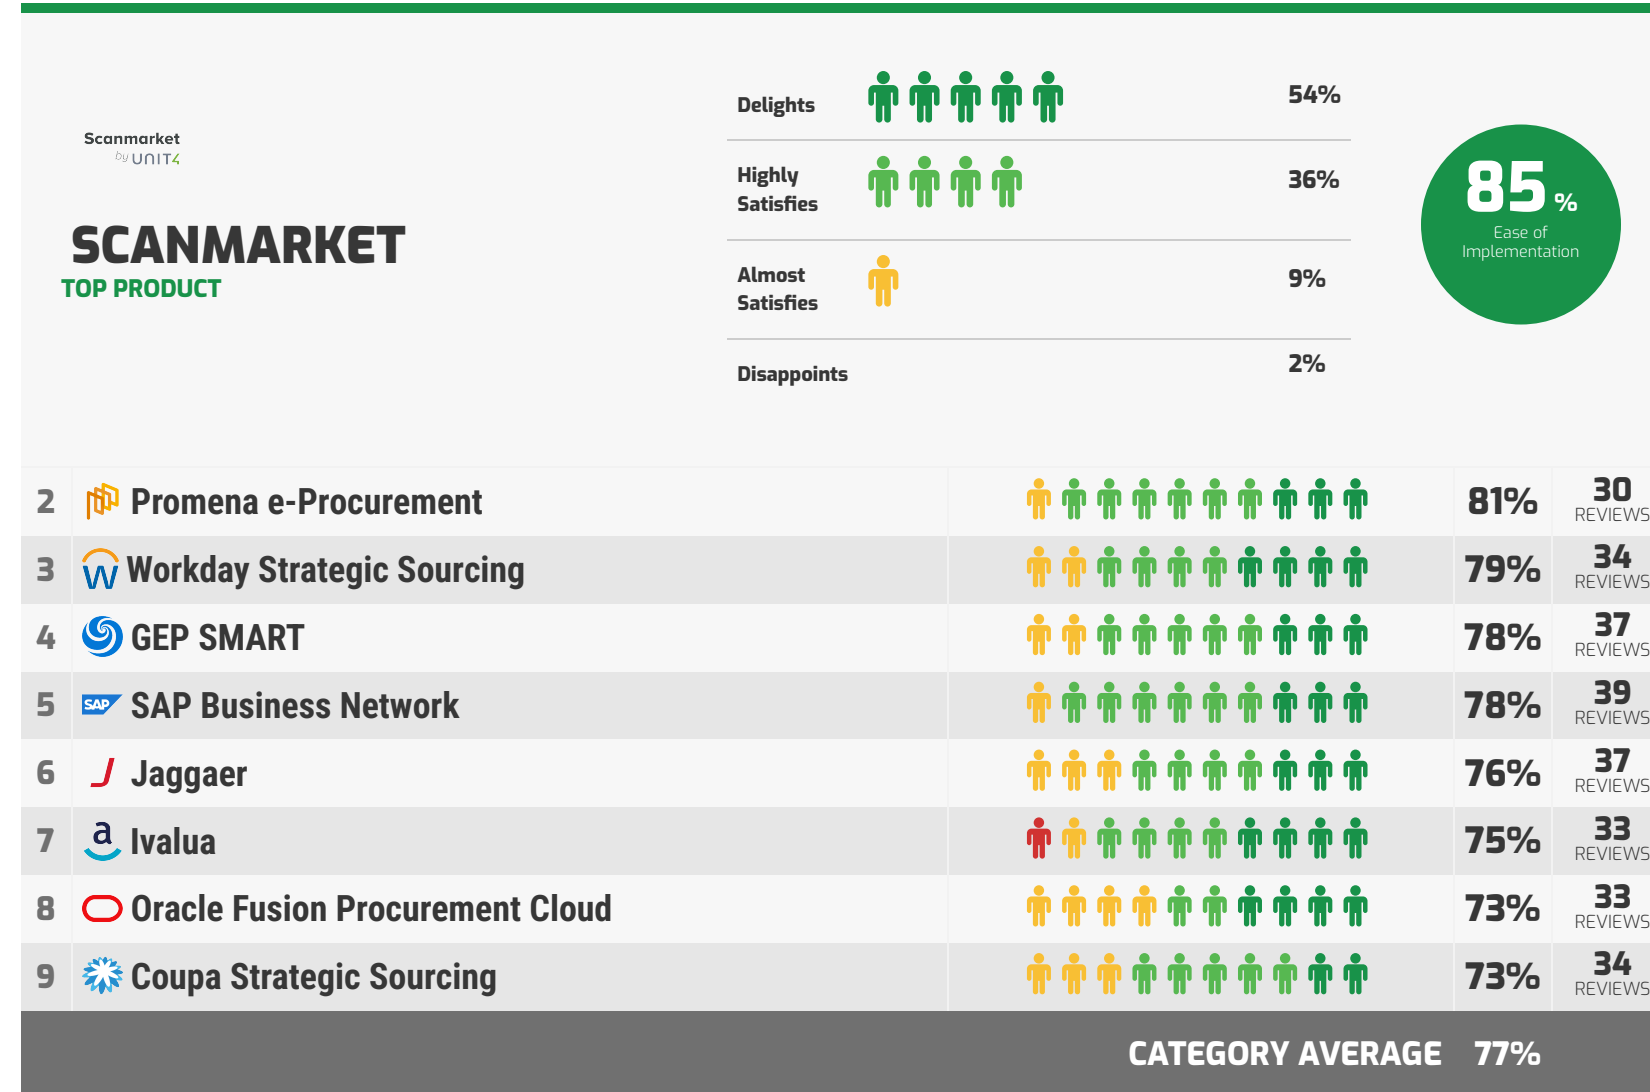 Scanmarket
by UNIT4
SCANMARKET
TOP PRODUCT
Delights 54%
Highly
Satisfies 36%
Almost
Satisfies 9%
Disappoints 2%
85 %
Ease of
Implementation
2 Promena e-Procurement 81% 30
REVIEWS
3 W Workday Strategic Sourcing 79% 34
REVIEWS
4 GEP SMART 78% 37
REVIEWS
5 SAP SAP Business Network 78% 39
REVIEWS
6 J Jaggaer 76% 37
REVIEWS
7 a Ivalua 75% 33
REVIEWS
8 Oracle Fusion Procurement Cloud 73% 33
REVIEWS
9 Coupa Strategic Sourcing 73% 34
REVIEWS
CATEGORY AVERAGE 77%